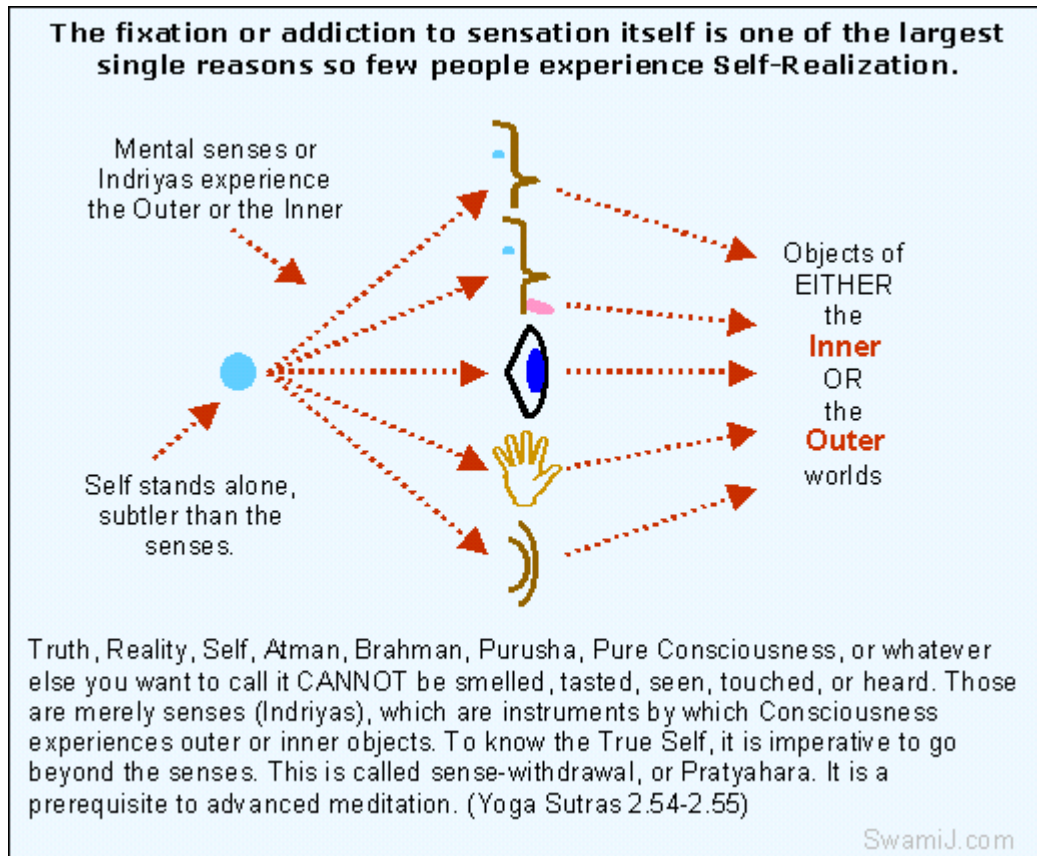 The fixation or addiction to sensation itself is one of the largest
single reasons so few people experience Self-Realization.
Mental senses or
Indriyas experience
the Outer or the Inner
Self stands alone,
subtler than the
senses.
Objects of
EITHER
the
Inner
OR
the
Outer
worlds
Truth, Reality, Self, Atman, Brahman, Purusha, Pure Consciousness, or whatever
else you want to call it CANNOT be smelled, tasted, seen, touched, or heard. Those
are merely senses (Indriyas), which are instruments by which Consciousness
experiences outer or inner objects. To know the True Self, it is imperative to go
beyond the senses. This is called sense-withdrawal, or Pratyahara. It is a
prerequisite to advanced meditation. (Yoga Sutras 2.54-2.55)
SwamiJ.com